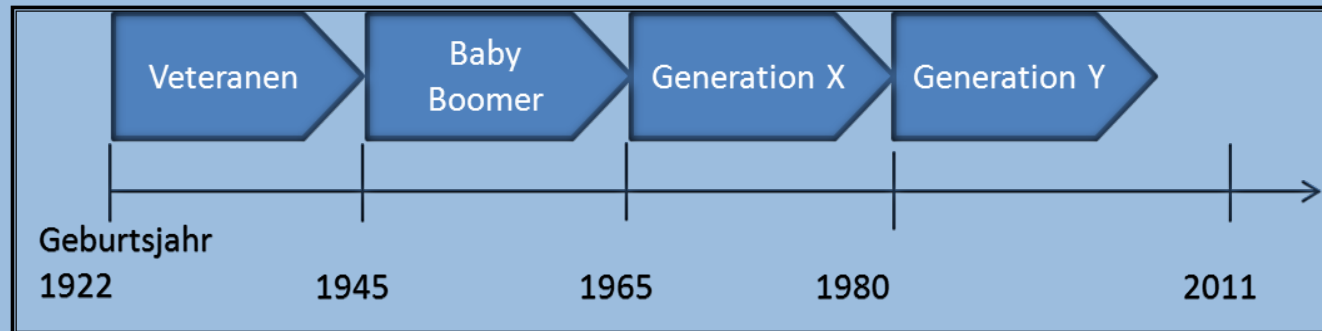 Veteranen
Baby
Boomer
Generation X
Generation Y
Geburtsjahr
1922
1945
1965
1980
2011